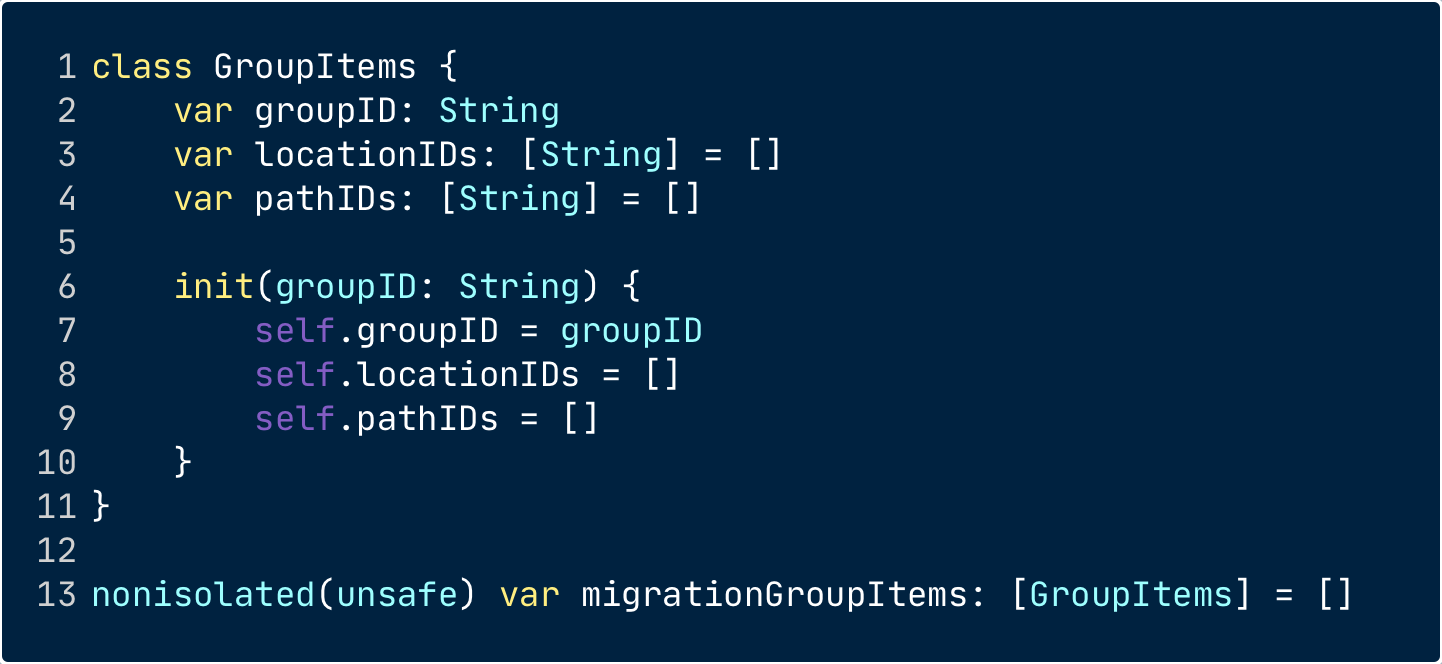 1 class GroupItems {
2     var groupID: String
3     var locationIDs: [String] = []
4     var pathIDs: [String] = []
5
6     init(groupID: String) {
7         self.groupID = groupID
8         self.locationIDs = []
9         self.pathIDs = []
10     }
11 }
12
13 nonisolated(unsafe) var migrationGroupItems: [GroupItems] = []